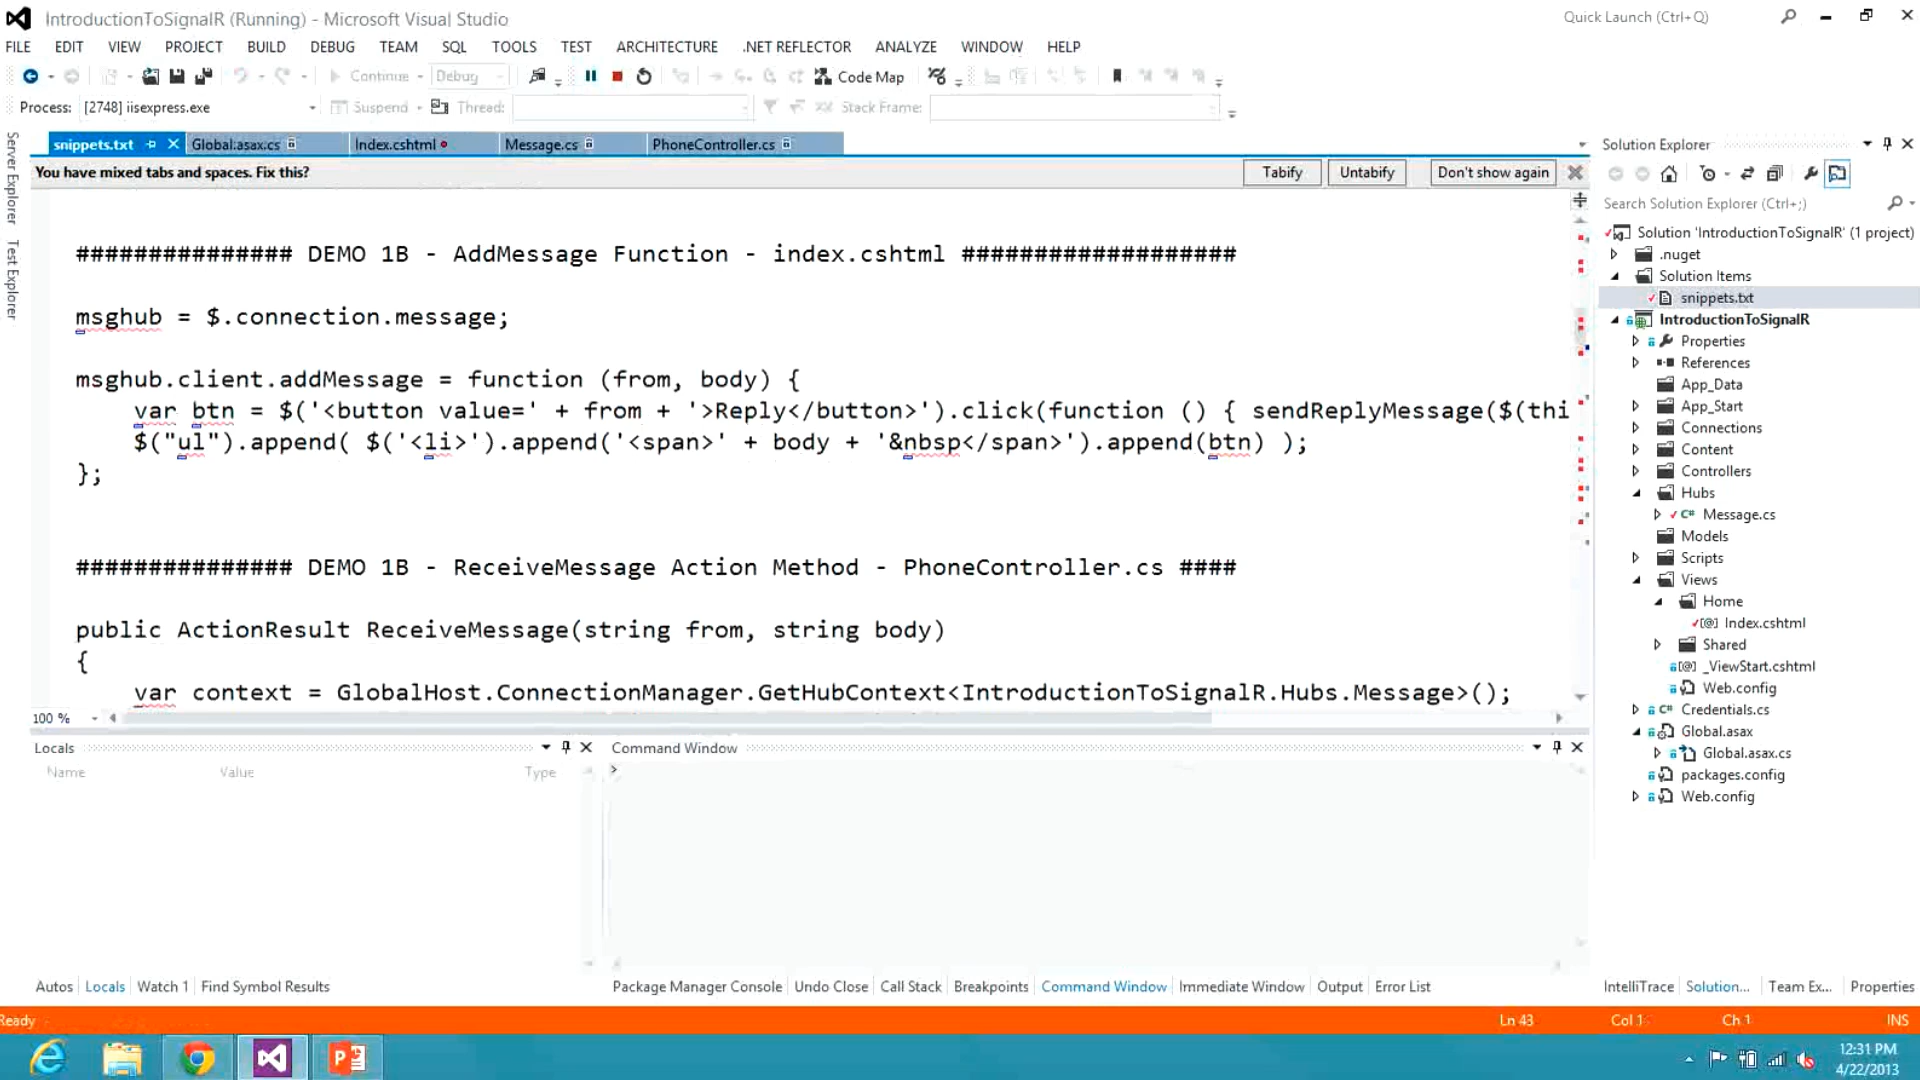 IntroductionToSignalR (Running) - Microsoft Visual Studio
Quick Launch (Ctrl+Q)
FILE EDIT VIEW PROJECT BUILD DEBUG TEAM SQL TOOLS TEST ARCHITECTURE .NET REFLECTOR ANALYZE WINDOW HELP
Continue Debug Code Map
Process: [2748] iisexpress.exe Suspend Thread: Stack Frame:
Server Explorer
Test Explorer
snippets.txt Global.asax.cs Index.cshtml Message.cs PhoneController.cs
You have mixed tabs and spaces. Fix this? Tabify Untabify Don't show again
############### DEMO 1B - AddMessage Function - index.cshtml ###################
msghub = $.connection.message;
msghub.client.addMessage = function (from, body) {
var btn = $('<button value=' + from + '>Reply</button>').click(function () { sendReplyMessage($(thi
$("ul").append( $('<li>').append('<span>' + body + '&nbsp</span>').append(btn) );
};
############### DEMO 1B - ReceiveMessage Action Method - PhoneController.cs ####
public ActionResult ReceiveMessage(string from, string body)
{
var context = GlobalHost.ConnectionManager.GetHubContext<IntroductionToSignalR.Hubs.Message>();
100 %
Locals
Name Value Type
Command Window
>
Autos Locals Watch 1 Find Symbol Results
Package Manager Console Undo Close Call Stack Breakpoints Command Window Immediate Window Output Error List
Solution Explorer
Search Solution Explorer (Ctrl+;)
Solution 'IntroductionToSignalR' (1 project)
.nuget
Solution Items
snippets.txt
IntroductionToSignalR
Properties
References
App_Data
App_Start
Connections
Content
Controllers
Hubs
C# Message.cs
Models
Scripts
Views
Home
[@] Index.cshtml
Shared
[@] _ViewStart.cshtml
Web.config
C# Credentials.cs
Global.asax
Global.asax.cs
packages.config
Web.config
IntelliTrace Solution... Team Ex... Properties
Ready Ln 43 Col 1 Ch 1 INS
12:31 PM
4/22/2013